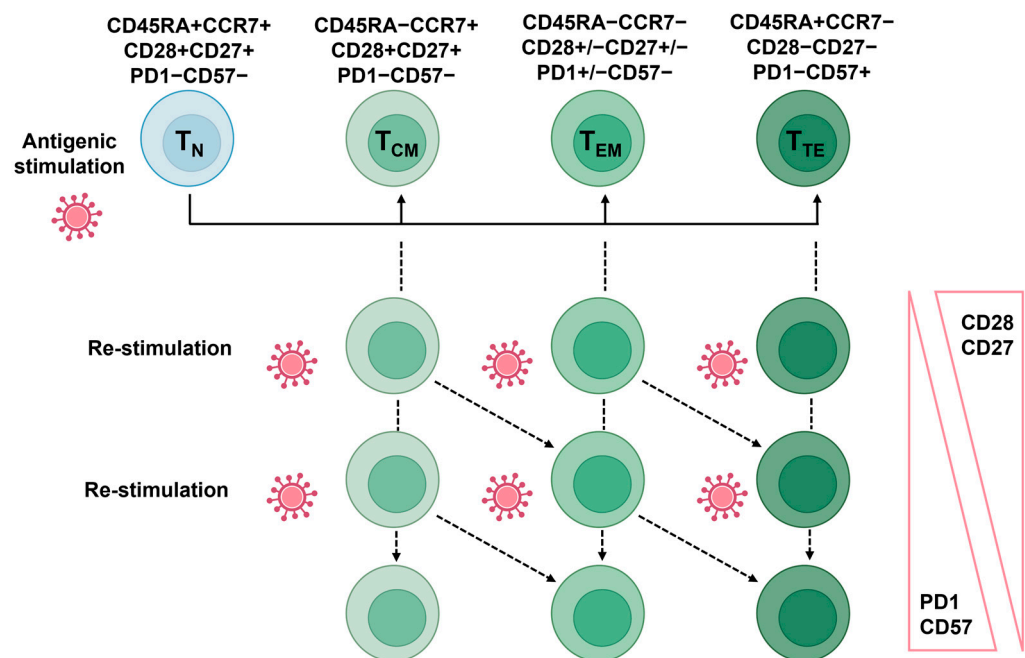 CD45RA+CCR7+
CD28+CD27+
PD1−CD57−
CD45RA−CCR7+
CD28+CD27+
PD1−CD57−
CD45RA−CCR7−
CD28+/−CD27+/−
PD1+/−CD57−
CD45RA+CCR7−
CD28−CD27−
PD1−CD57+
Antigenic
stimulation
TN
TCM
TEM
TTE
Re-stimulation
CD28
CD27
Re-stimulation
PD1
CD57